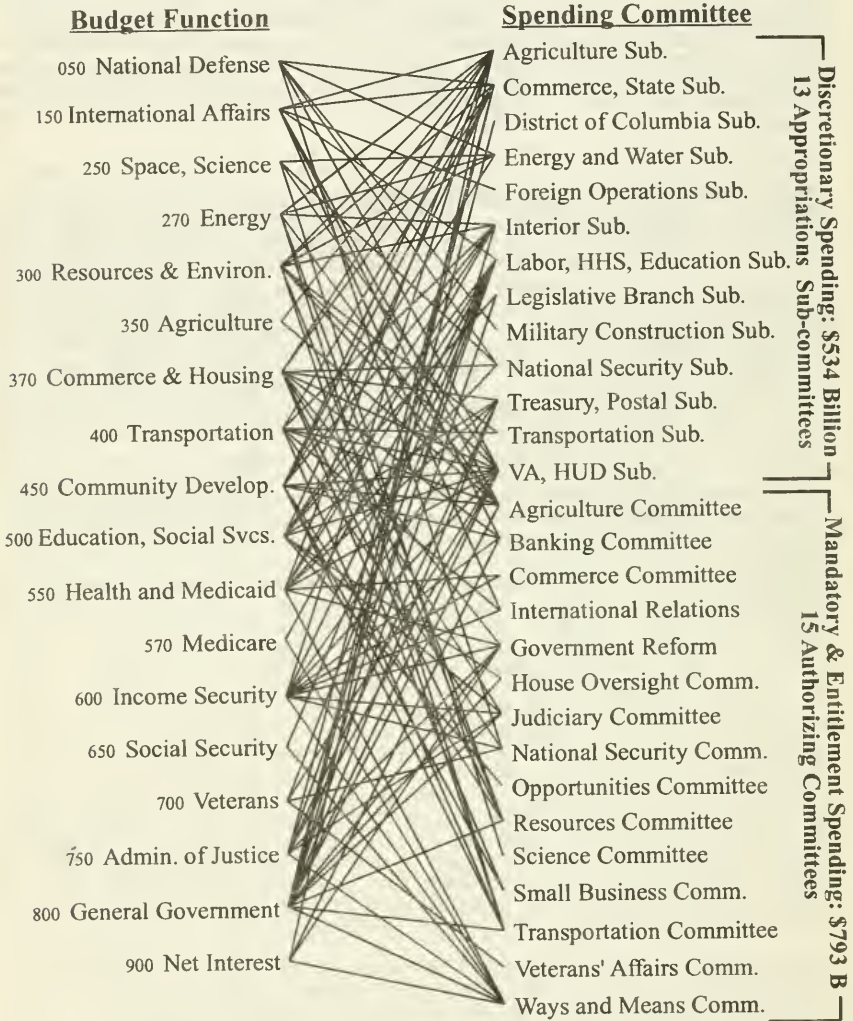 Budget Function
050 National Defense
150 International Affairs
250 Space, Science
270 Energy
300 Resources & Environ.
350 Agriculture
370 Commerce & Housing
400 Transportation
450 Community Develop.
500 Education, Social Svcs.
550 Health and Medicaid
570 Medicare
600 Income Security
650 Social Security
700 Veterans
750 Admin. of Justice
800 General Government
900 Net Interest
Spending Committee
Agriculture Sub.
Commerce, State Sub.
District of Columbia Sub.
Energy and Water Sub.
Foreign Operations Sub.
Interior Sub.
Labor, HHS, Education Sub.
Legislative Branch Sub.
Military Construction Sub.
National Security Sub.
Treasury, Postal Sub.
Transportation Sub.
VA, HUD Sub.
Agriculture Committee
Banking Committee
Commerce Committee
International Relations
Government Reform
House Oversight Comm.
Judiciary Committee
National Security Comm.
Opportunities Committee
Resources Committee
Science Committee
Small Business Comm.
Transportation Committee
Veterans' Affairs Comm.
Ways and Means Comm.
Discretionary Spending: $534 Billion
13 Appropriations Sub-committees
Mandatory & Entitlement Spending: $793 B
15 Authorizing Committees